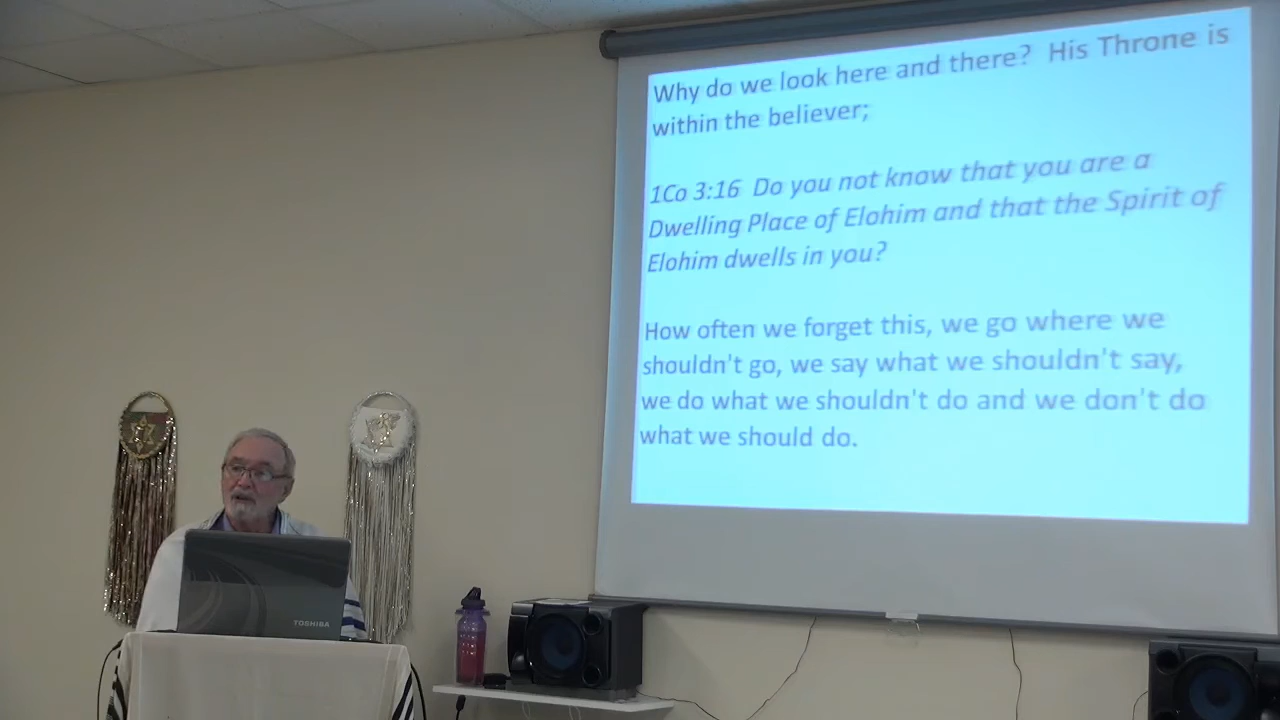 Why do we look here and there?  His Throne is
within the believer;
1Co 3:16  Do you not know that you are a
Dwelling Place of Elohim and that the Spirit of
Elohim dwells in you?
How often we forget this, we go where we
shouldn't go, we say what we shouldn't say,
we do what we shouldn't do and we don't do
what we should do.
TOSHIBA